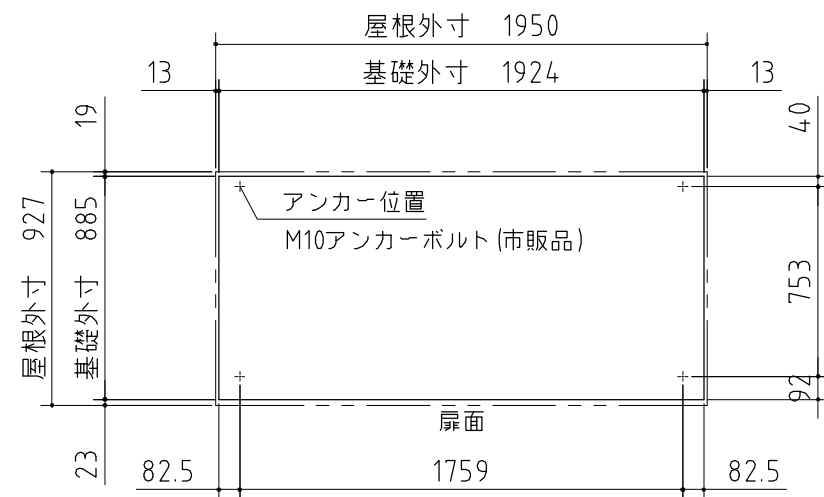 屋根外寸 1950
13
基礎外寸 1924
13
19
40
アンカー位置
M10アンカーボルト(市販品)
屋根外寸 927
基礎外寸 885
753
92
扉面
23
82.5
1759
82.5